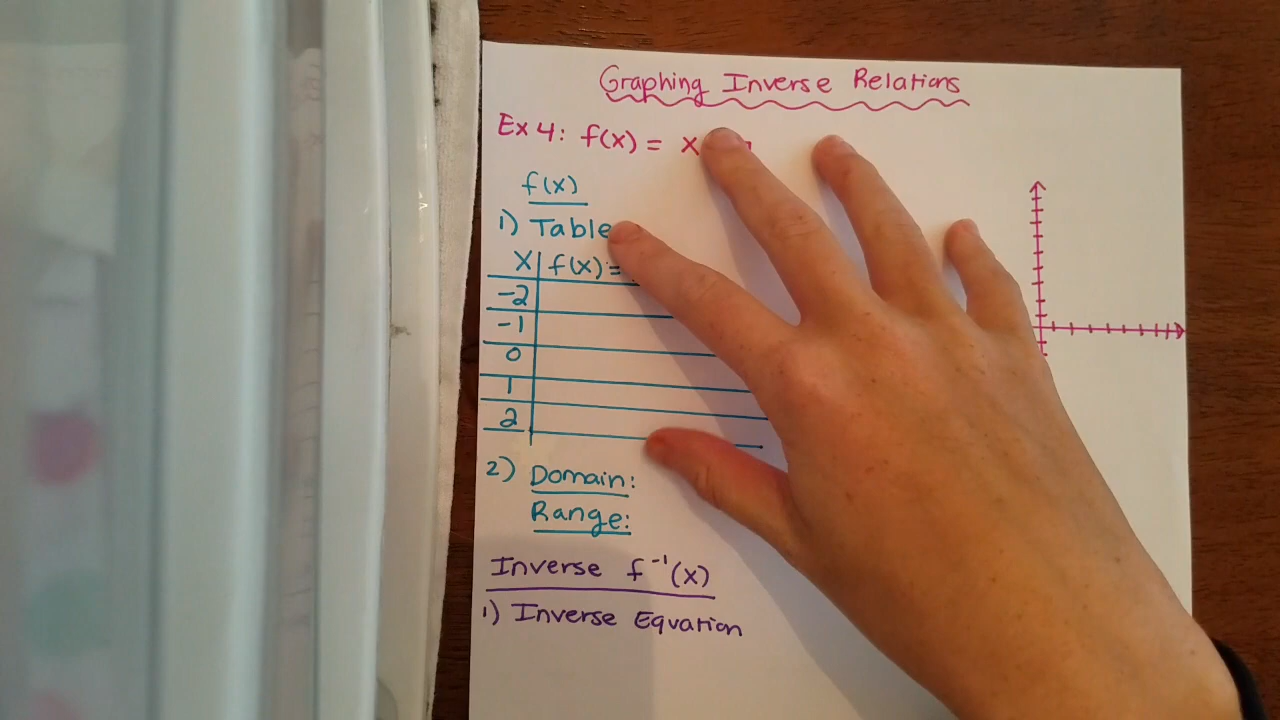 Graphing Inverse Relations
Ex 4: f(x) = x
f(x)
1) Table
x f(x) =
-2
-1
0
1
2
2) Domain:
Range:
Inverse f⁻¹(x)
1) Inverse Equation